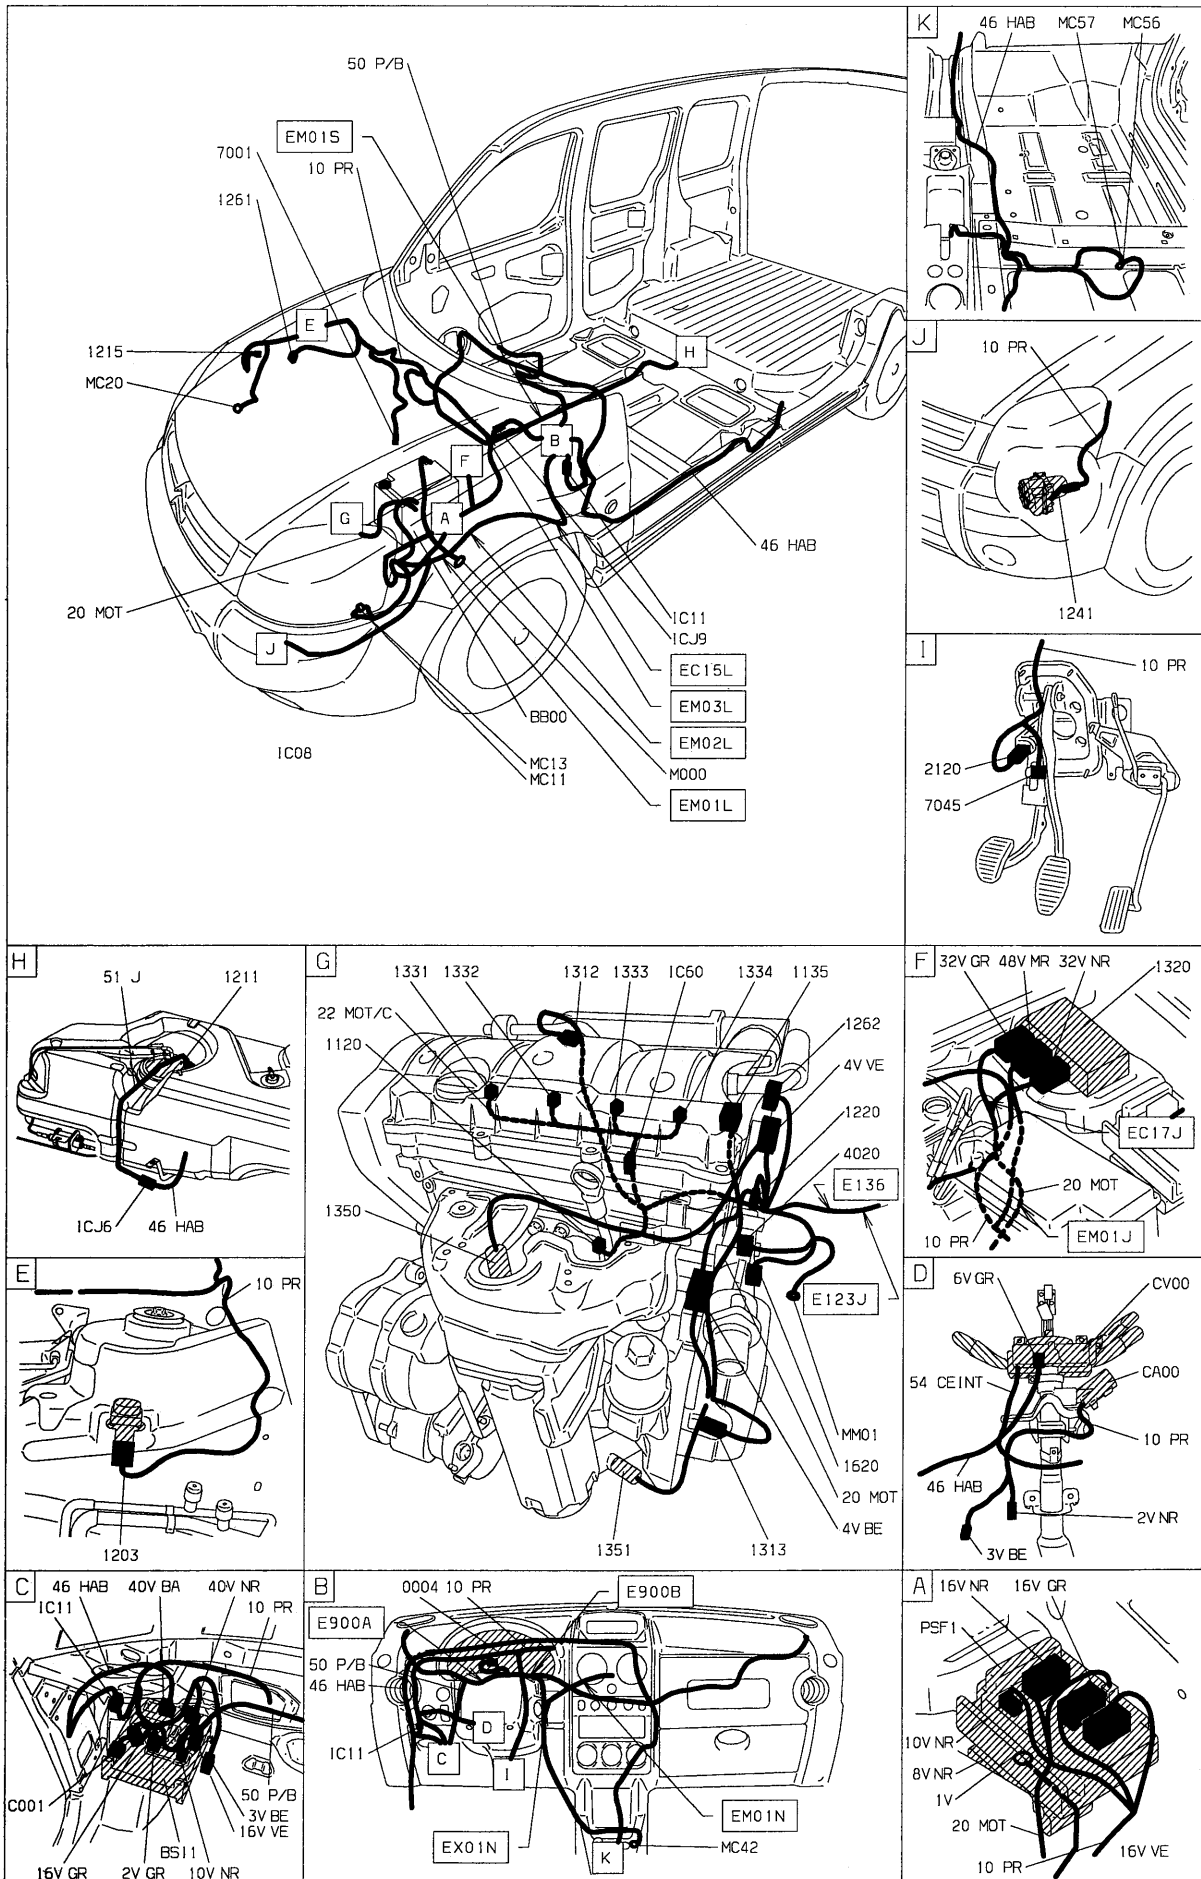 50 P/B
EM01S
7001
10 PR
1261
E
1215
MC20
H
B
F
G
A
46 HAB
20 MOT
J
IC11
ICJ9
EC15L
EM03L
BB00
IC08
EM02L
MC13
M000
MC11
EM01L
K
46 HAB
MC57
MC56
J
10 PR
1241
I
10 PR
2120
7045
H
51 J
1211
ICJ6
46 HAB
G
1331
1332
1312
1333
IC60
1334
1135
22 MOT/C
1120
1262
4V VE
1220
4020
E136
1350
E123J
MM01
1620
20 MOT
4V BE
1351
1313
F
32V GR
48V MR
32V NR
1320
EC17J
20 MOT
10 PR
EM01J
E
10 PR
1203
D
6V GR
CV00
54 CEINT
CA00
10 PR
46 HAB
2V NR
3V BE
C
46 HAB
40V BA
40V NR
IC11
10 PR
C001
50 P/B
3V BE
16V VE
BSI1
16V GR
2V GR
10V NR
B
0004
10 PR
E900B
E900A
50 P/B
46 HAB
D
IC11
C
I
EM01N
EX01N
MC42
K
A
16V NR
16V GR
PSF1
10V NR
8V NR
1V
20 MOT
10 PR
16V VE